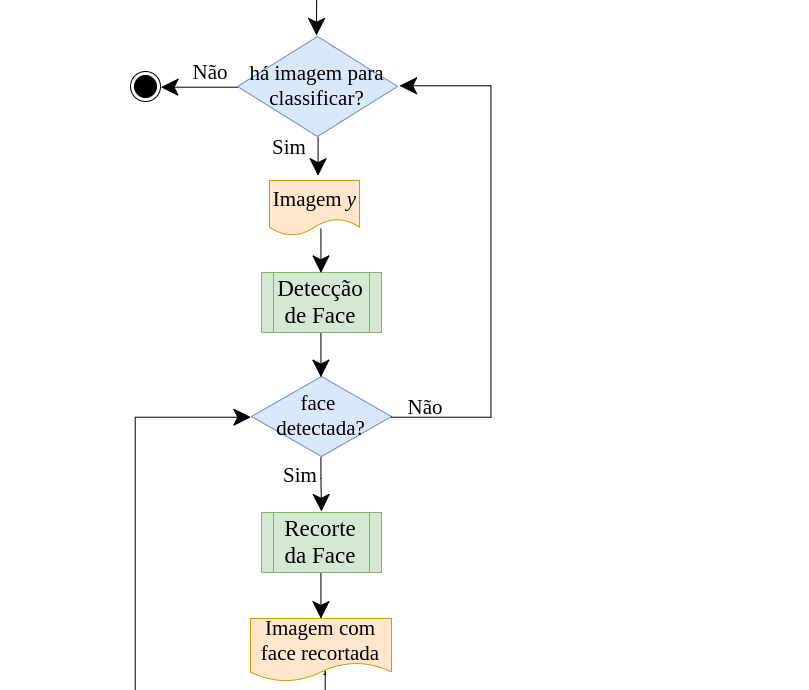 há imagem para
classificar?
Não
Sim
Imagem y
Detecção
de Face
face
detectada?
Não
Sim
Recorte
da Face
Imagem com
face recortada